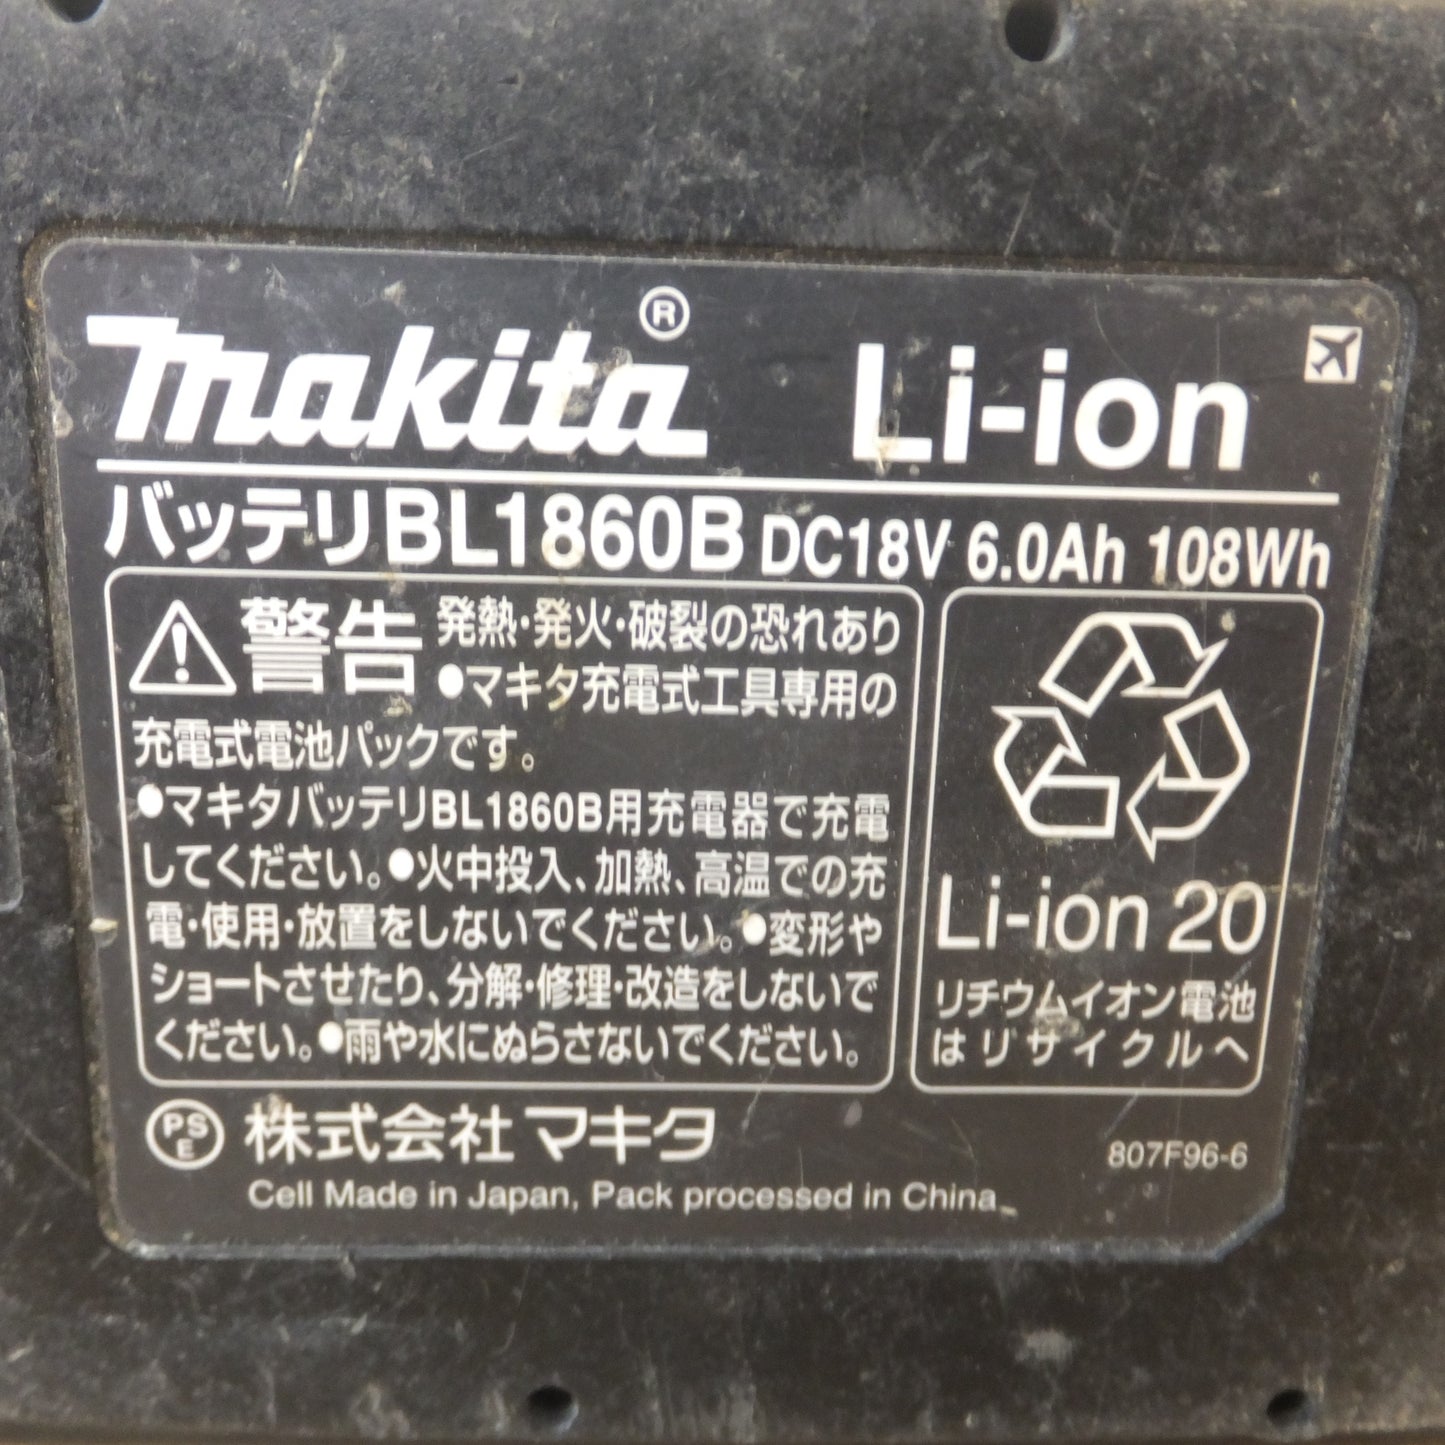 makita® Li-ion
バッテリBL1860B DC18V 6.0Ah 108Wh
警告 発熱・発火・破裂の恐れあり
●マキタ充電式工具専用の
充電式電池パックです。
●マキタバッテリBL1860B用充電器で充電
してください。●火中投入、加熱、高温での充
電・使用・放置をしないでください。●変形や
ショートさせたり、分解・修理・改造をしないで
ください。●雨や水にぬらさないでください。
Li-ion 20
リチウムイオン電池
はリサイクルへ
PSE 株式会社マキタ
807F96-6
Cell Made in Japan, Pack processed in China